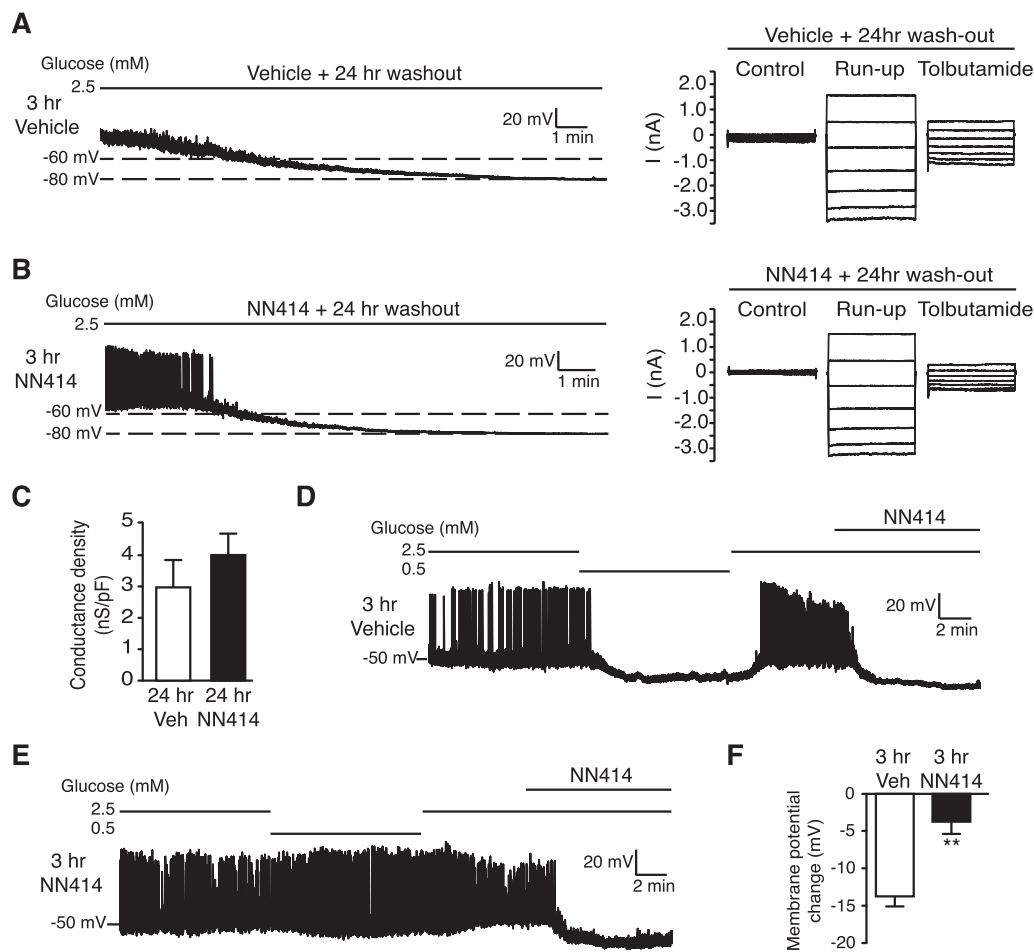 A
Glucose (mM)
Vehicle + 24 hr washout
2.5
3 hr
Vehicle
20 mV
1 min
-60 mV
-80 mV
Vehicle + 24hr wash-out
Control Run-up Tolbutamide
I (nA)
2.0
1.0
0
-1.0
-2.0
-3.0
B
Glucose (mM)
NN414 + 24 hr washout
2.5
3 hr
NN414
20 mV
1 min
-60 mV
-80 mV
NN414 + 24hr wash-out
Control Run-up Tolbutamide
I (nA)
2.0
1.0
0
-1.0
-2.0
-3.0
C
Conductance density
(nS/pF)
5
4
3
2
1
0
24 hr 24 hr
Veh NN414
D
NN414
Glucose (mM)
2.5
0.5
3 hr
Vehicle
20 mV
2 min
-50 mV
E
NN414
Glucose (mM)
2.5
0.5
3 hr
NN414
20 mV
2 min
-50 mV
F
3 hr 3 hr
Veh NN414
Membrane potential
change (mV)
0
-5
-10
-15
-20
**